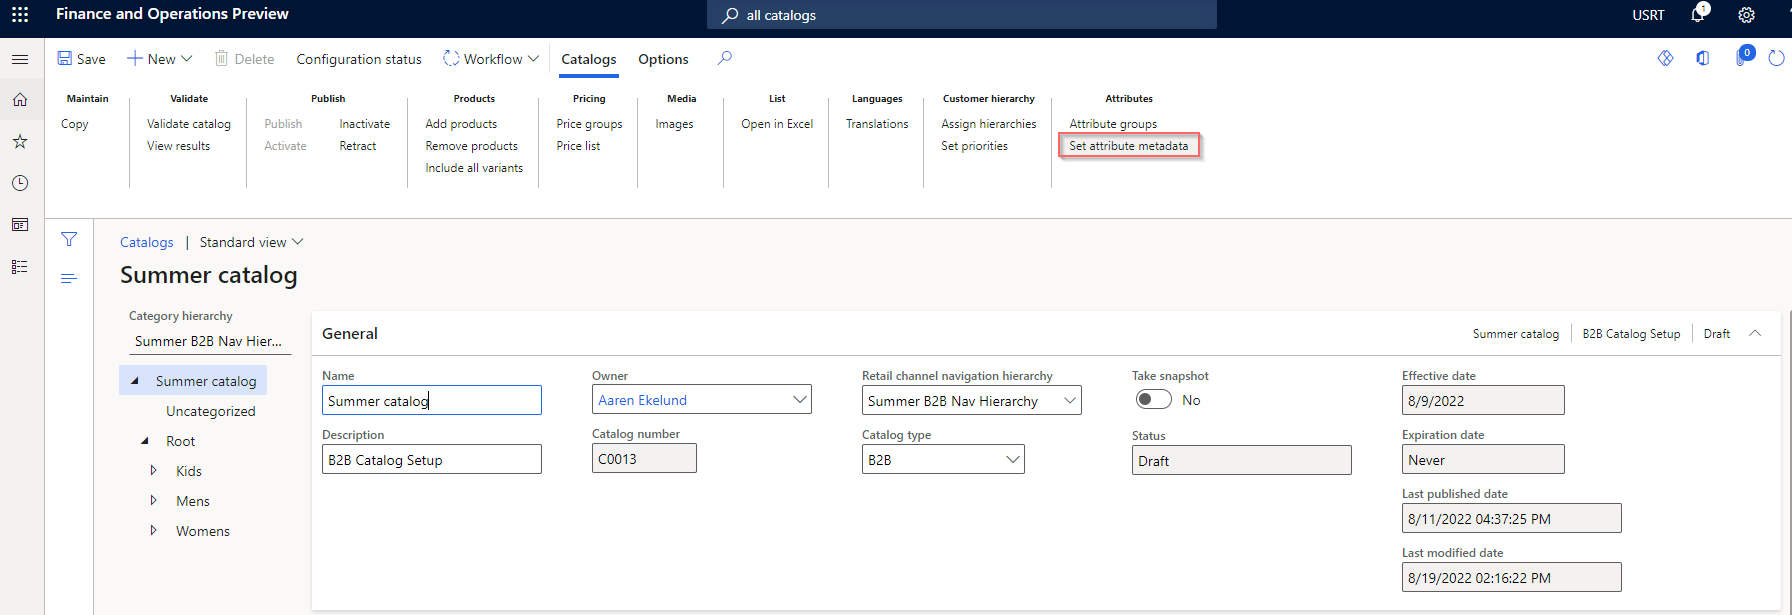 Finance and Operations Preview
all catalogs
USRT
1
Save
New
Delete
Configuration status
Workflow
Catalogs
Options
0
Maintain
Copy
Validate
Validate catalog
View results
Publish
Publish
Inactivate
Activate
Retract
Products
Add products
Remove products
Include all variants
Pricing
Price groups
Price list
Media
Images
List
Open in Excel
Languages
Translations
Customer hierarchy
Assign hierarchies
Set priorities
Attributes
Attribute groups
Set attribute metadata
Catalogs | Standard view
Summer catalog
Category hierarchy
Summer B2B Nav Hier...
Summer catalog
Uncategorized
Root
Kids
Mens
Womens
General
Summer catalog
B2B Catalog Setup
Draft
Name
Summer catalog
Description
B2B Catalog Setup
Owner
Aaren Ekelund
Catalog number
C0013
Retail channel navigation hierarchy
Summer B2B Nav Hierarchy
Catalog type
B2B
Take snapshot
No
Status
Draft
Effective date
8/9/2022
Expiration date
Never
Last published date
8/11/2022 04:37:25 PM
Last modified date
8/19/2022 02:16:22 PM